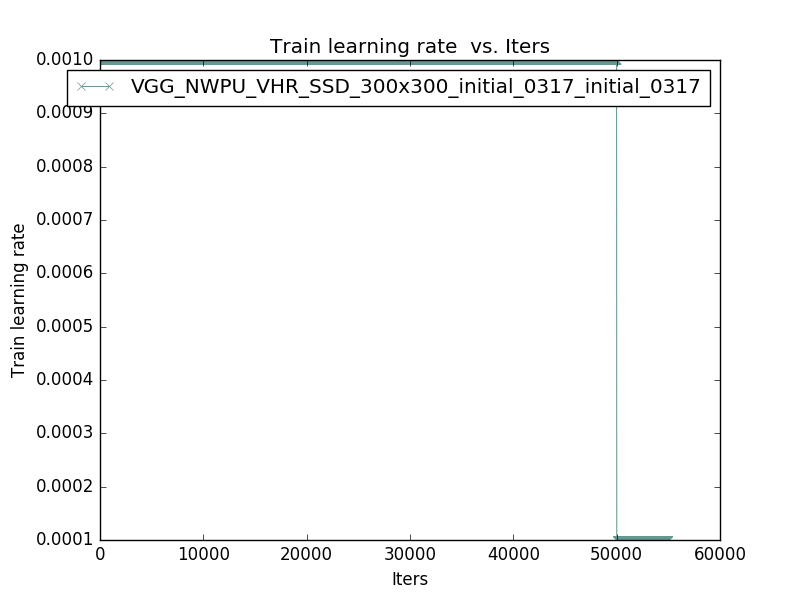 Train learning rate  vs. Iters
0.0010
VGG_NWPU_VHR_SSD_300x300_initial_0317_initial_0317
0.0009
0.0008
0.0007
0.0006
0.0005
0.0004
0.0003
0.0002
0.0001
Train learning rate
0 10000 20000 30000 40000 50000 60000
Iters